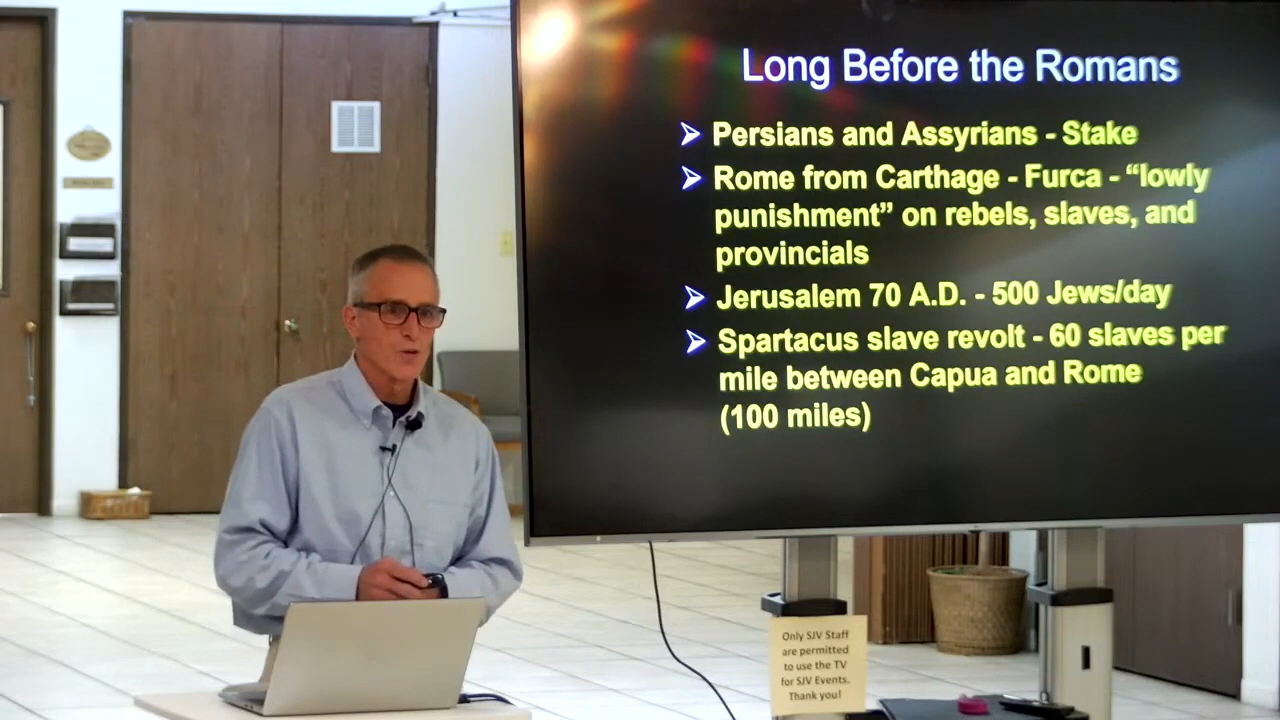 Long Before the Romans
Persians and Assyrians - Stake
Rome from Carthage - Furca - “lowly
punishment” on rebels, slaves, and
provincials
Jerusalem 70 A.D. - 500 Jews/day
Spartacus slave revolt - 60 slaves per
mile between Capua and Rome
(100 miles)
Only SJV Staff
are permitted
to use the TV
for SJV Events.
Thank you!